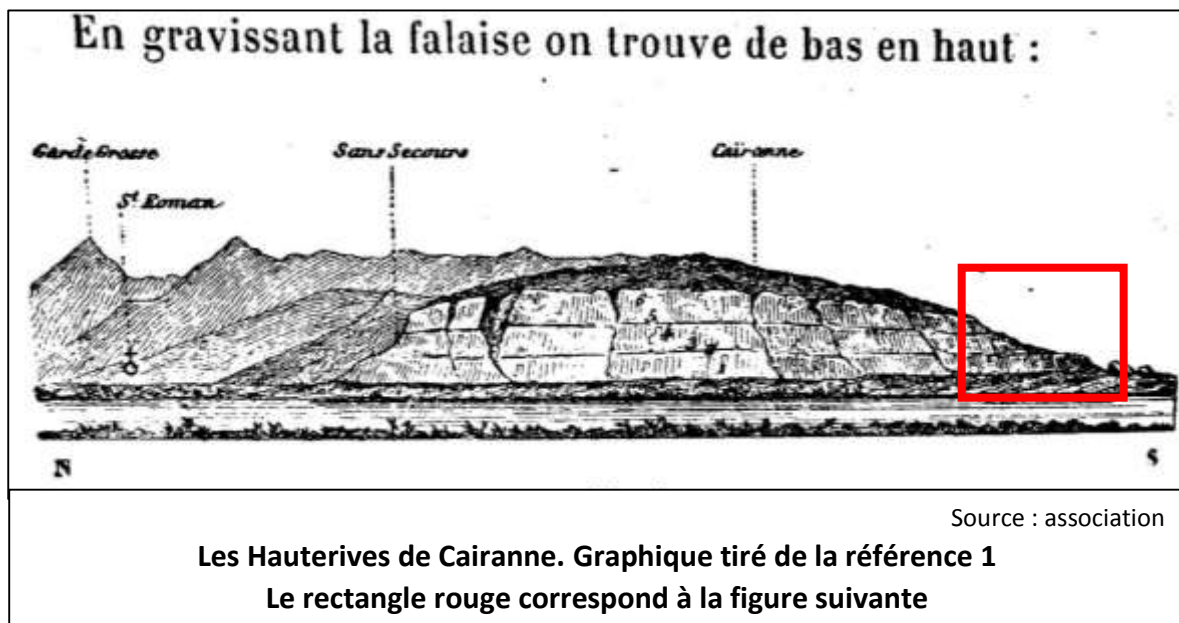 En gravissant la falaise on trouve de bas en haut :
Garde Grosse
Sans Secours
Caïranne
St Roman
N
S
Source : association
Les Hauterives de Cairanne. Graphique tiré de la référence 1
Le rectangle rouge correspond à la figure suivante